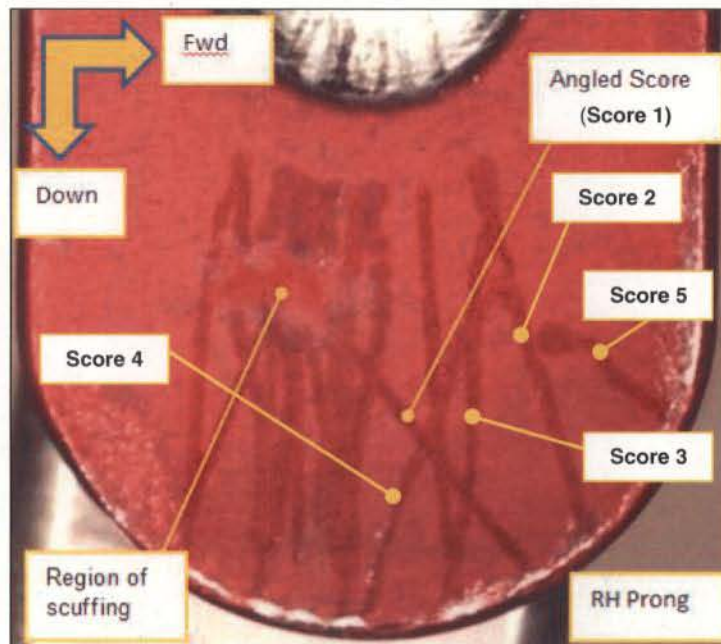 Fwd
Down
Angled Score
(Score 1)
Score 2
Score 5
Score 4
Score 3
Region of
scuffing
RH Prong